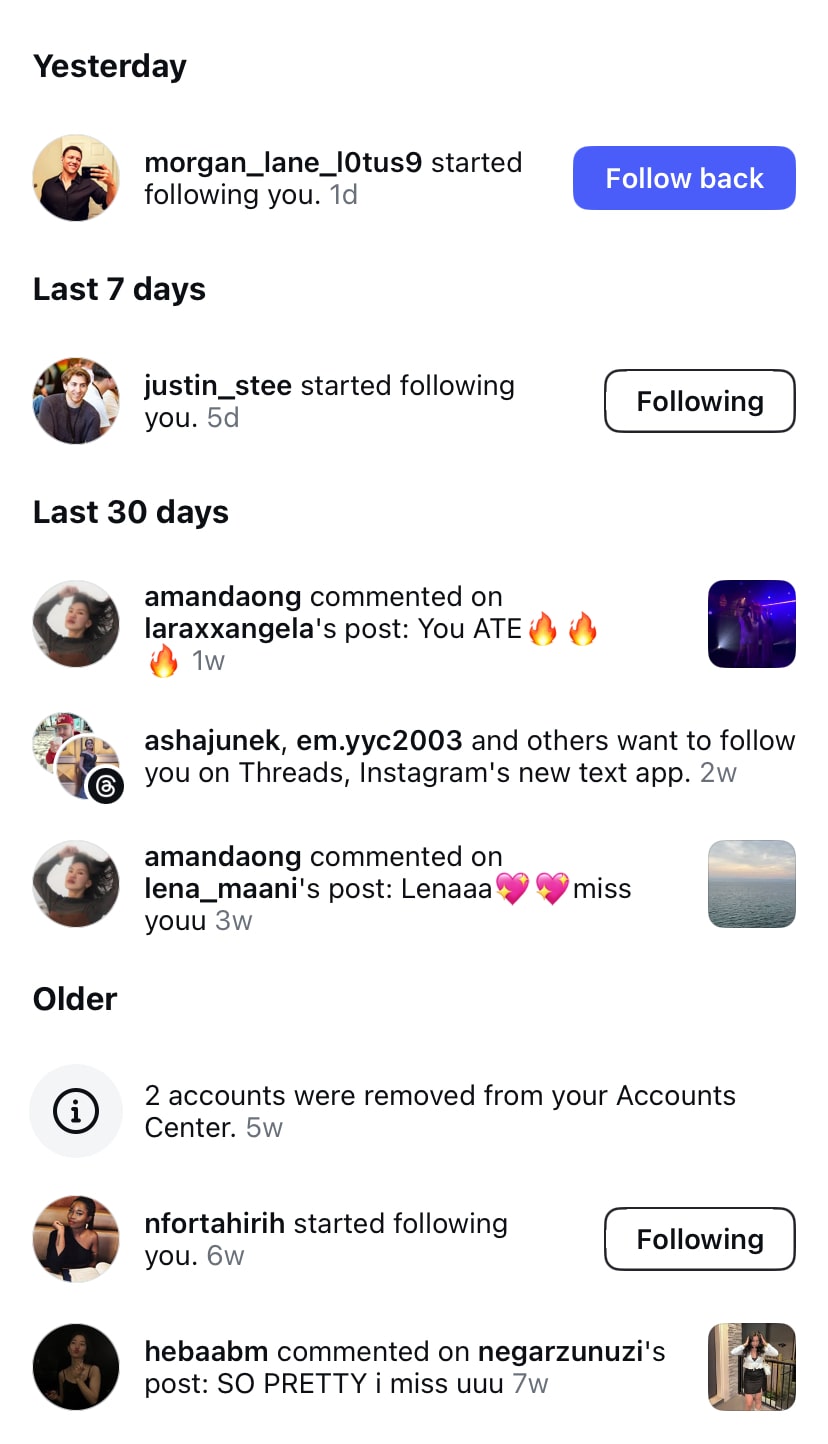 Yesterday
morgan_lane_l0tus9 started
following you. 1d
Follow back
Last 7 days
justin_stee started following
you. 5d
Following
Last 30 days
amandaong commented on
laraxxangela's post: You ATE🔥🔥
🔥 1w
ashajunek, em.yyc2003 and others want to follow
you on Threads, Instagram's new text app. 2w
amandaong commented on
lena_maani's post: Lenaaa💖💖miss
youu 3w
Older
2 accounts were removed from your Accounts
Center. 5w
nfortahirih started following
you. 6w
Following
hebaabm commented on negarzunuzi's
post: SO PRETTY i miss uuu 7w